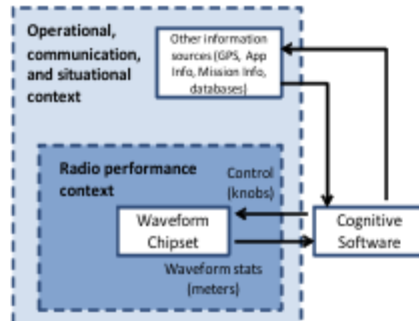 Operational,
communication,
and situational
context
Other information
sources (GPS, App
Info, Mission Info,
databases)
Radio performance
context
Control
(knobs)
Waveform
Chipset
Cognitive
Software
Waveform stats
(meters)